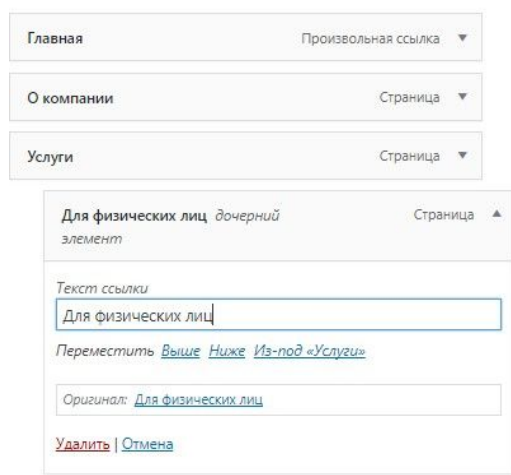 Главная Произвольная ссылка
О компании Страница
Услуги Страница
Для физических лиц дочерний Страница
элемент
Текст ссылки
Для физических лиц
Переместить Выше Ниже Из-под «Услуги»
Оригинал: Для физических лиц
Удалить | Отмена